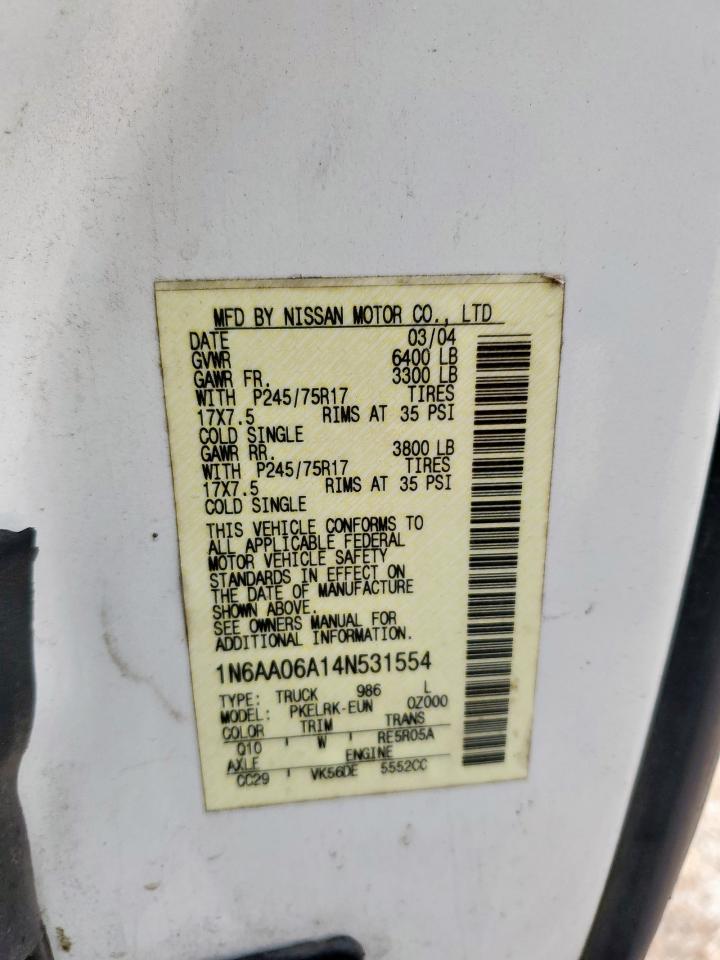 MFD BY NISSAN MOTOR CO., LTD
DATE 03/04
GVWR 6400 LB
GAWR FR. 3300 LB
WITH P245/75R17 TIRES
17X7.5 RIMS AT 35 PSI
COLD SINGLE
GAWR RR. 3800 LB
WITH P245/75R17 TIRES
17X7.5 RIMS AT 35 PSI
COLD SINGLE
THIS VEHICLE CONFORMS TO
ALL APPLICABLE FEDERAL
MOTOR VEHICLE SAFETY
STANDARDS IN EFFECT ON
THE DATE OF MANUFACTURE
SHOWN ABOVE.
SEE OWNERS MANUAL FOR
ADDITIONAL INFORMATION.
1N6AA06A14N531554
TYPE: TRUCK 986 L
MODEL: PKELRK-EUN 0Z000
COLOR TRIM TRANS
Q10 W RE5R05A
AXLE ENGINE
CC29 VK56DE 5552CC